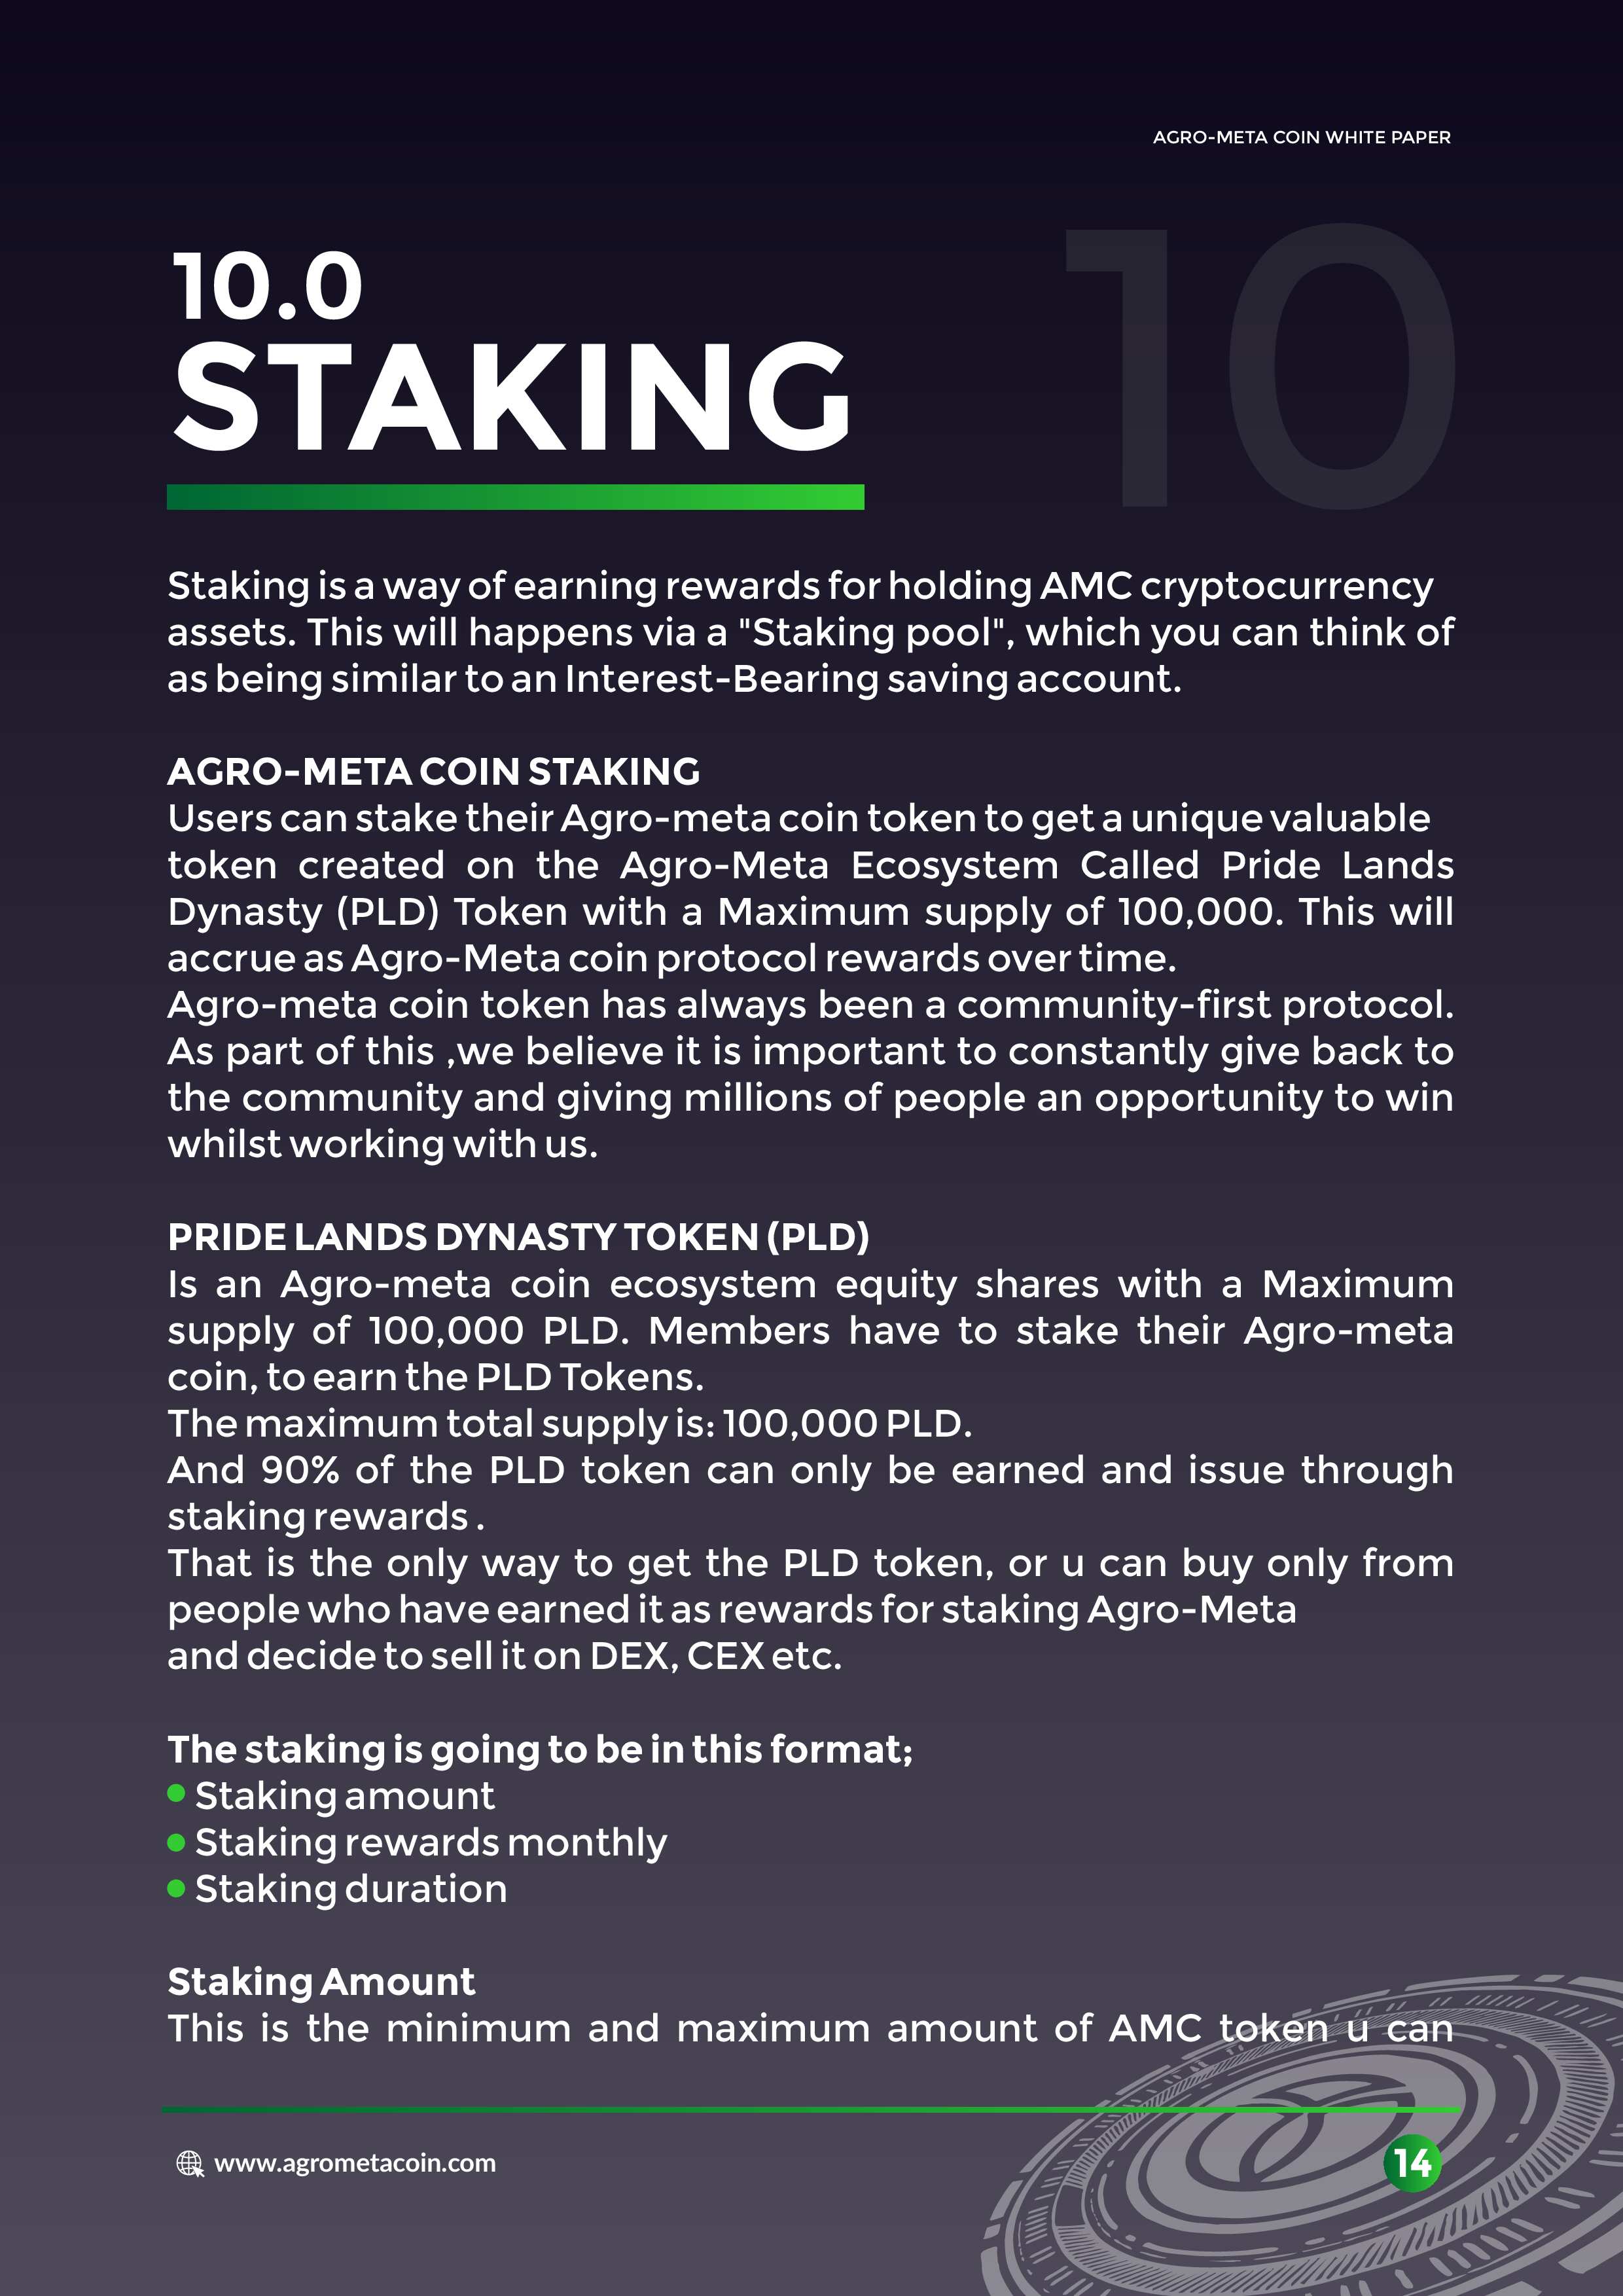 AGRO-META COIN WHITE PAPER
10
10.0
STAKING
Staking is a way of earning rewards for holding AMC cryptocurrency
assets. This will happens via a "Staking pool", which you can think of
as being similar to an Interest-Bearing saving account.
AGRO-META COIN STAKING
Users can stake their Agro-meta coin token to get a unique valuable
token created on the Agro-Meta Ecosystem Called Pride Lands
Dynasty (PLD) Token with a Maximum supply of 100,000. This will
accrue as Agro-Meta coin protocol rewards over time.
Agro-meta coin token has always been a community-first protocol.
As part of this ,we believe it is important to constantly give back to
the community and giving millions of people an opportunity to win
whilst working with us.
PRIDE LANDS DYNASTY TOKEN (PLD)
Is an Agro-meta coin ecosystem equity shares with a Maximum
supply of 100,000 PLD. Members have to stake their Agro-meta
coin, to earn the PLD Tokens.
The maximum total supply is: 100,000 PLD.
And 90% of the PLD token can only be earned and issue through
staking rewards .
That is the only way to get the PLD token, or u can buy only from
people who have earned it as rewards for staking Agro-Meta
and decide to sell it on DEX, CEX etc.
The staking is going to be in this format;
Staking amount
Staking rewards monthly
Staking duration
Staking Amount
This is the minimum and maximum amount of AMC token u can
www.agrometacoin.com
14